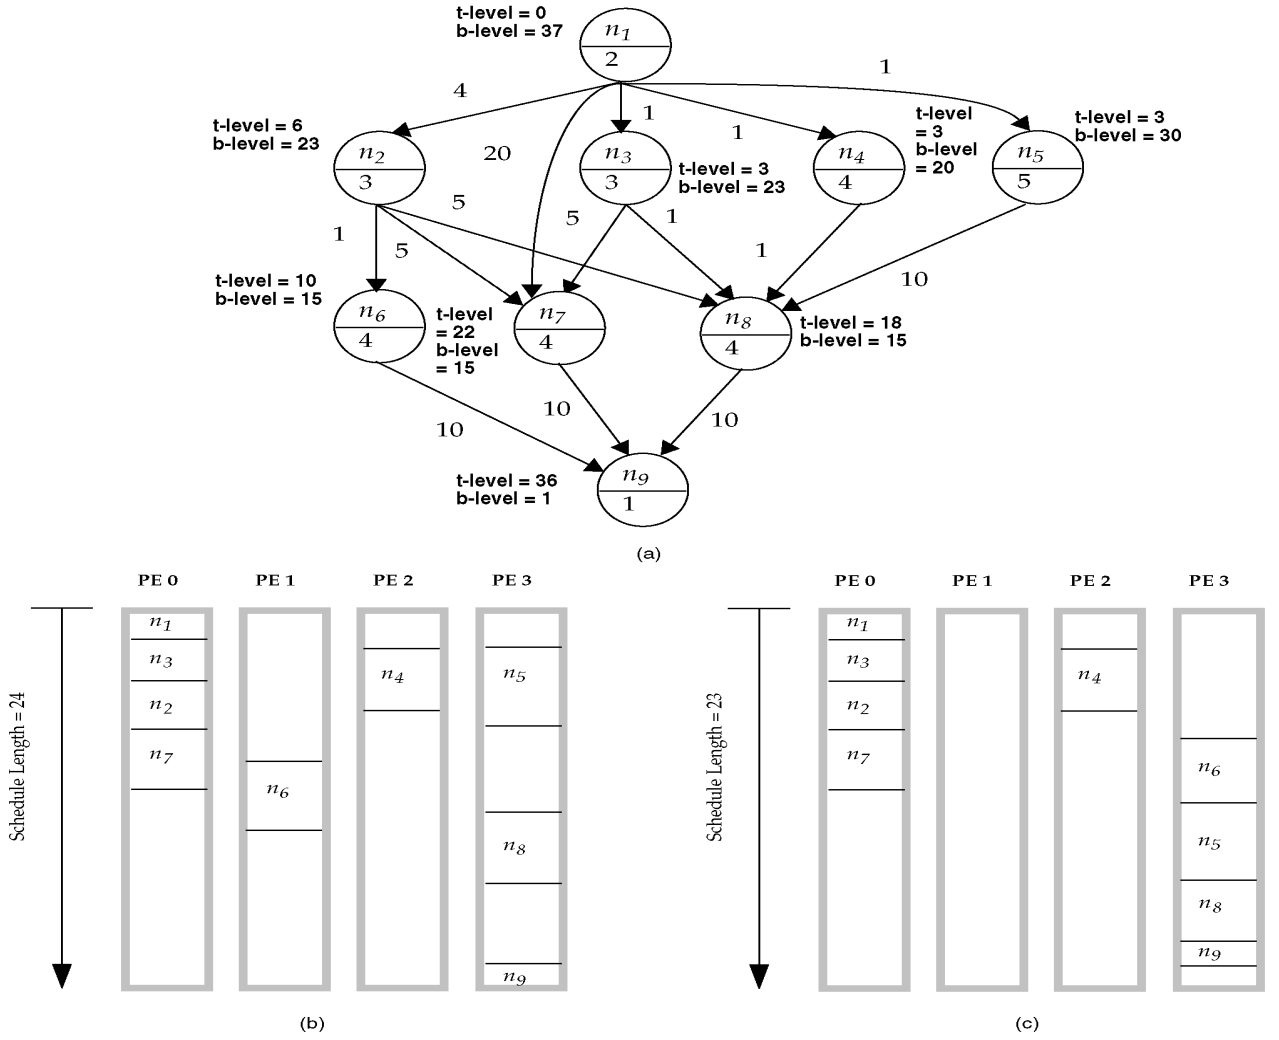 t-level = 0
b-level = 37
n1
2
4
20
1
1
1
t-level = 6
b-level = 23
n2
3
n3
3
t-level = 3
b-level = 23
n4
4
t-level
= 3
b-level
= 20
n5
5
t-level = 3
b-level = 30
1
5
5
5
1
1
10
t-level = 10
b-level = 15
n6
4
t-level
= 22
b-level
= 15
n7
4
n8
4
t-level = 18
b-level = 15
10
10
10
t-level = 36
b-level = 1
n9
1
(a)
PE 0
PE 1
PE 2
PE 3
Schedule Length = 24
n1
n3
n2
n7
n6
n4
n5
n8
n9
(b)
PE 0
PE 1
PE 2
PE 3
Schedule Length = 23
n1
n3
n2
n7
n4
n6
n5
n8
n9
(c)